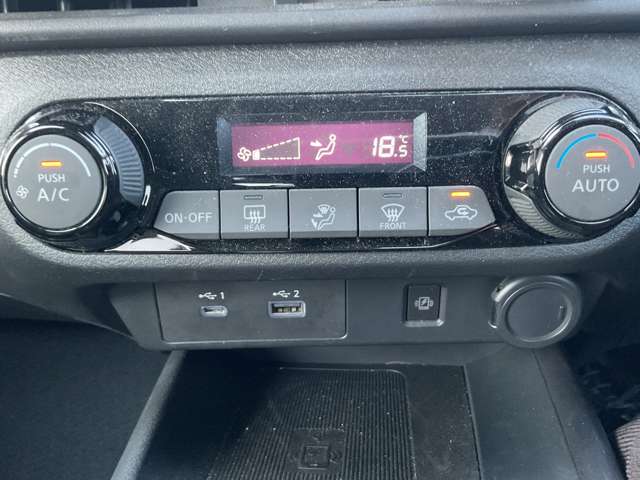 18.5 °C
PUSH
A/C
PUSH
AUTO
ON-OFF
REAR
FRONT
1
2